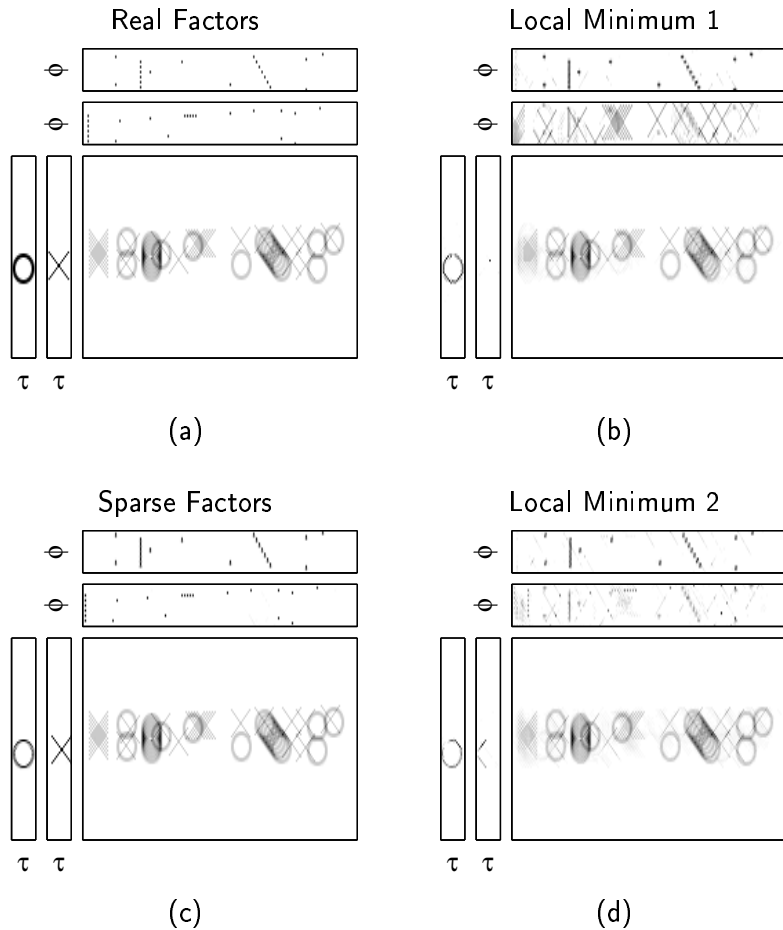 Real Factors
Local Minimum 1
ϕ
ϕ
ϕ
ϕ
τ τ
τ τ
(a)
(b)
Sparse Factors
Local Minimum 2
ϕ
ϕ
ϕ
ϕ
τ τ
τ τ
(c)
(d)